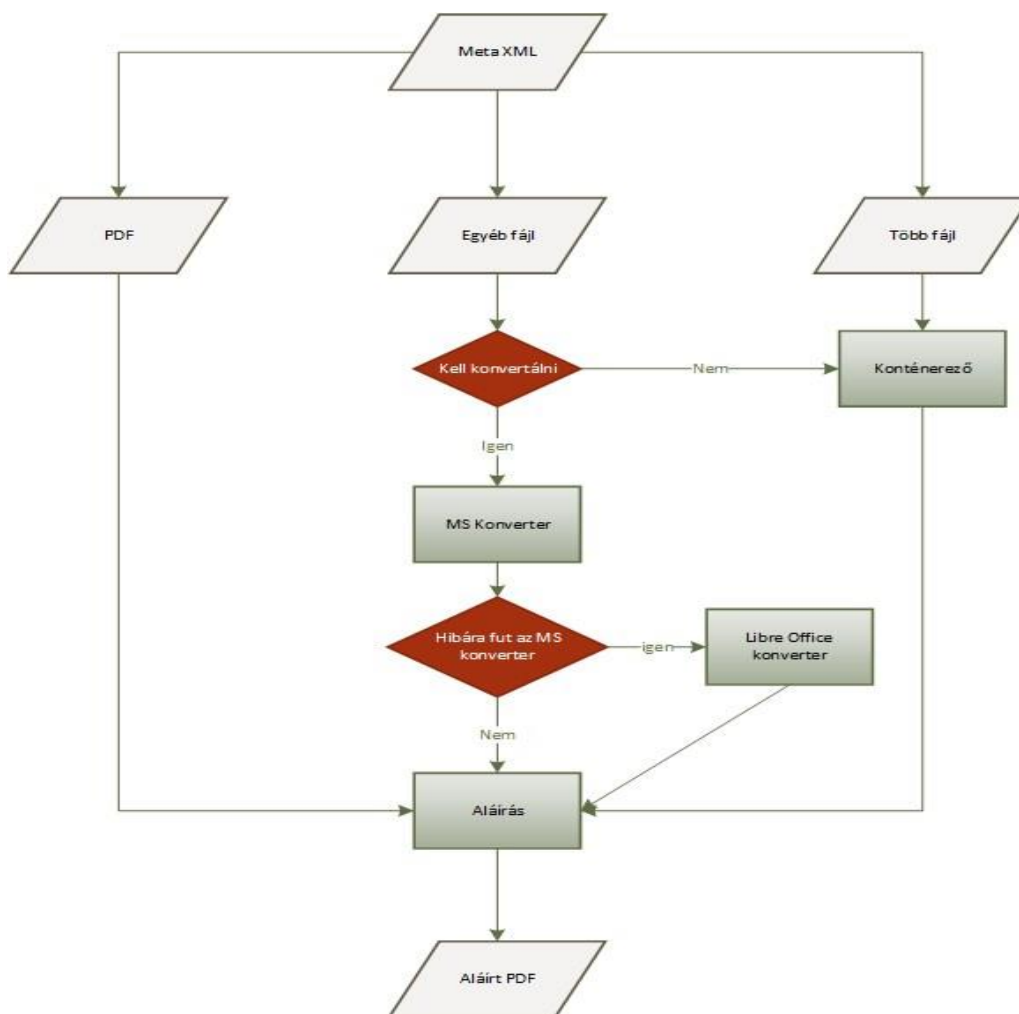 Meta XML
PDF
Egyéb fájl
Több fájl
Kell konvertálni
Nem
Konténerező
Igen
MS Konverter
Hibára fut az MS
konverter
igen
Libre Office
konverter
Nem
Aláírás
Aláírt PDF